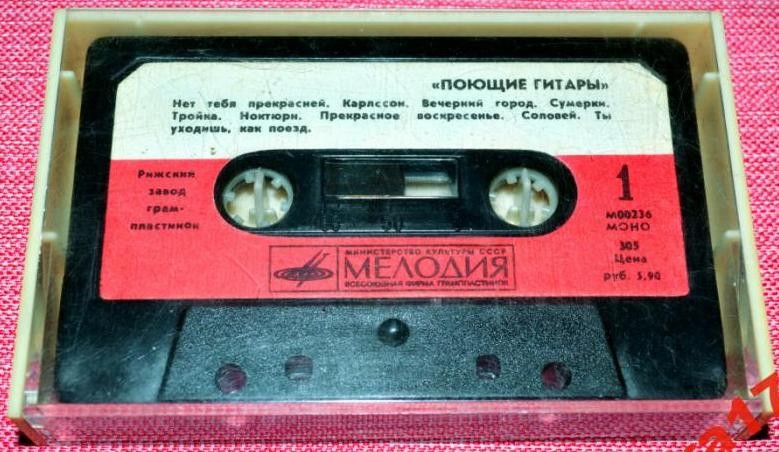 «ПОЮЩИЕ ГИТАРЫ»
Нет тебя прекрасней. Карлссон. Вечерний город. Сумерки.
Тройка. Ноктюрн. Прекрасное воскресенье. Соловей. Ты
уходишь, как поезд.
Рижский
завод
грам-
пластинок
1
М00236
МОНО
305
Цена
руб. 5,90
МИНИСТЕРСТВО КУЛЬТУРЫ СССР
МЕЛОДИЯ
ВСЕСОЮЗНАЯ ФИРМА ГРАМПЛАСТИНОК